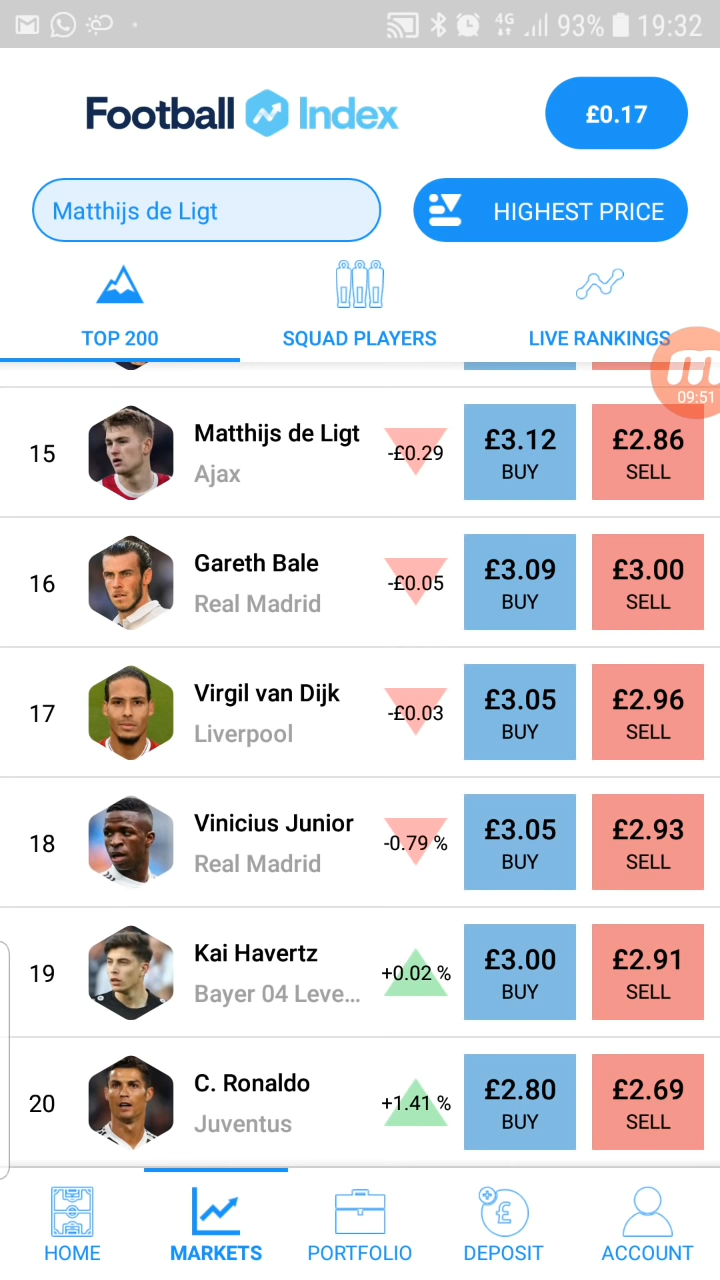 4G 93% 19:32
Football Index £0.17
Matthijs de Ligt HIGHEST PRICE
TOP 200 SQUAD PLAYERS LIVE RANKINGS
m
09:51
15 Matthijs de Ligt Ajax -£0.29 £3.12 BUY £2.86 SELL
16 Gareth Bale Real Madrid -£0.05 £3.09 BUY £3.00 SELL
17 Virgil van Dijk Liverpool -£0.03 £3.05 BUY £2.96 SELL
18 Vinicius Junior Real Madrid -0.79 % £3.05 BUY £2.93 SELL
19 Kai Havertz Bayer 04 Leve... +0.02 % £3.00 BUY £2.91 SELL
20 C. Ronaldo Juventus +1.41 % £2.80 BUY £2.69 SELL
HOME MARKETS PORTFOLIO DEPOSIT ACCOUNT